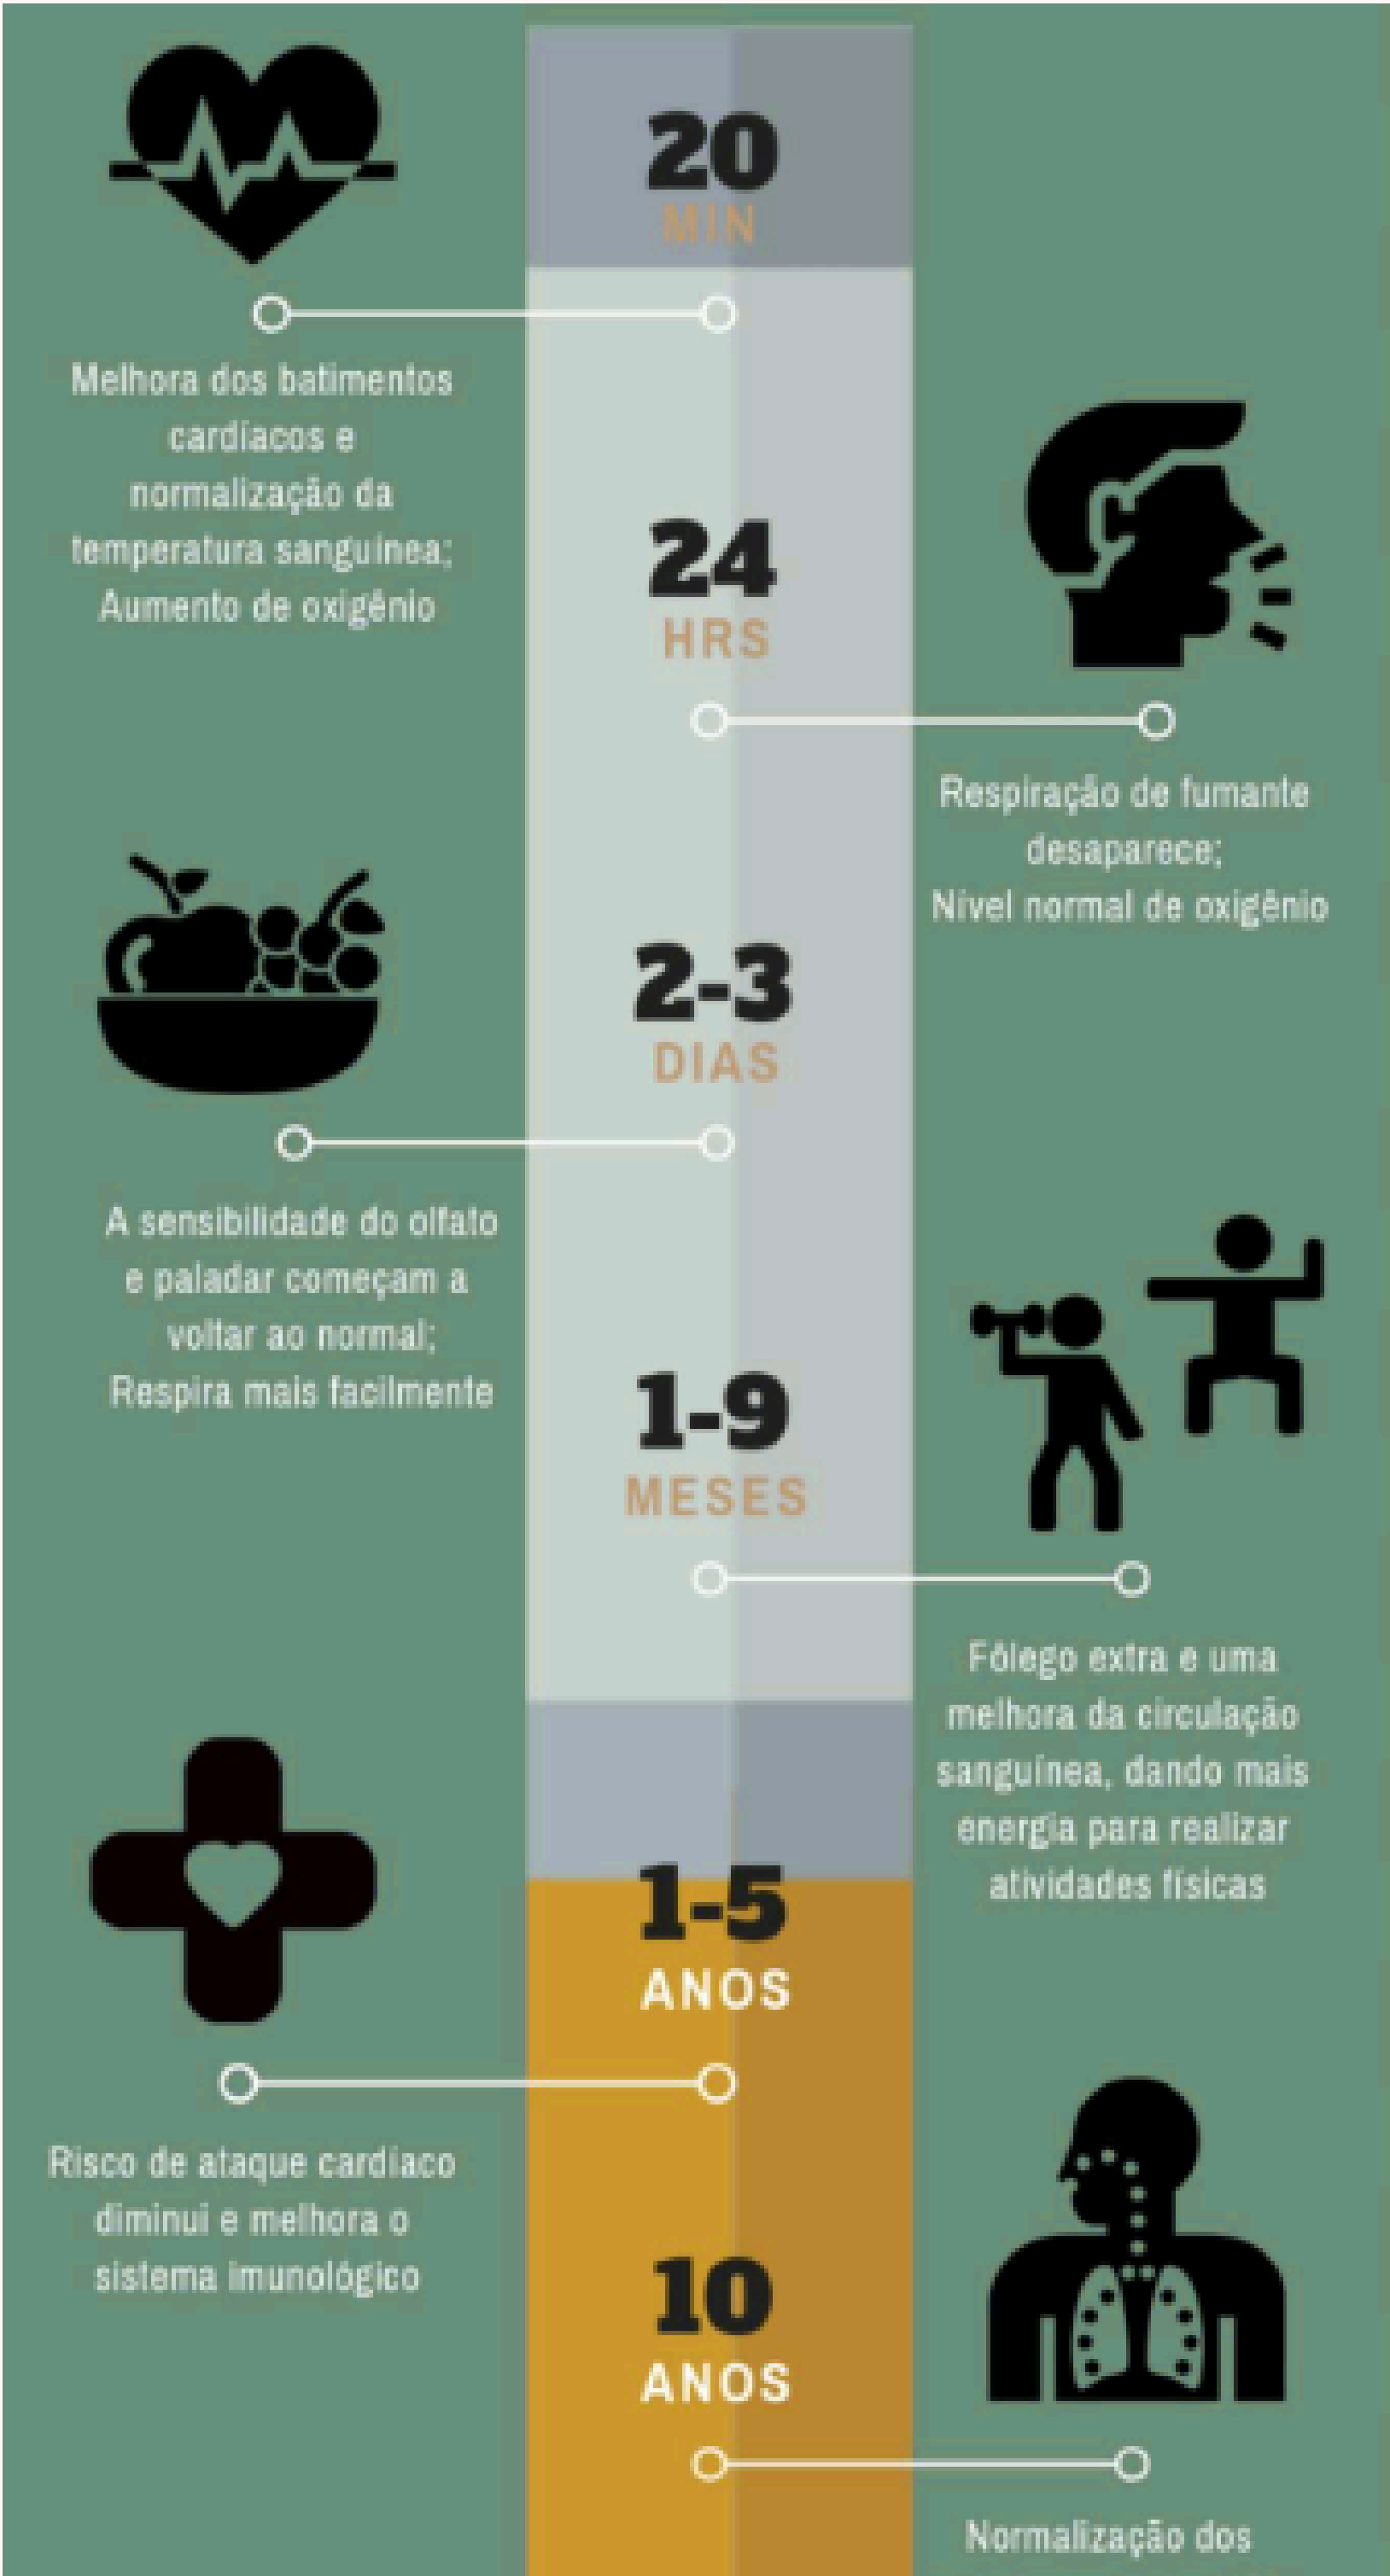 20
MIN
Melhora dos batimentos
cardíacos e
normalização da
temperatura sanguínea;
Aumento de oxigênio
24
HRS
Respiração de fumante
desaparece;
Nível normal de oxigênio
2-3
DIAS
A sensibilidade do olfato
e paladar começam a
voltar ao normal;
Respira mais facilmente
1-9
MESES
Fôlego extra e uma
melhora da circulação
sanguínea, dando mais
energia para realizar
atividades físicas
1-5
ANOS
Risco de ataque cardíaco
diminui e melhora o
sistema imunológico
10
ANOS
Normalização dos